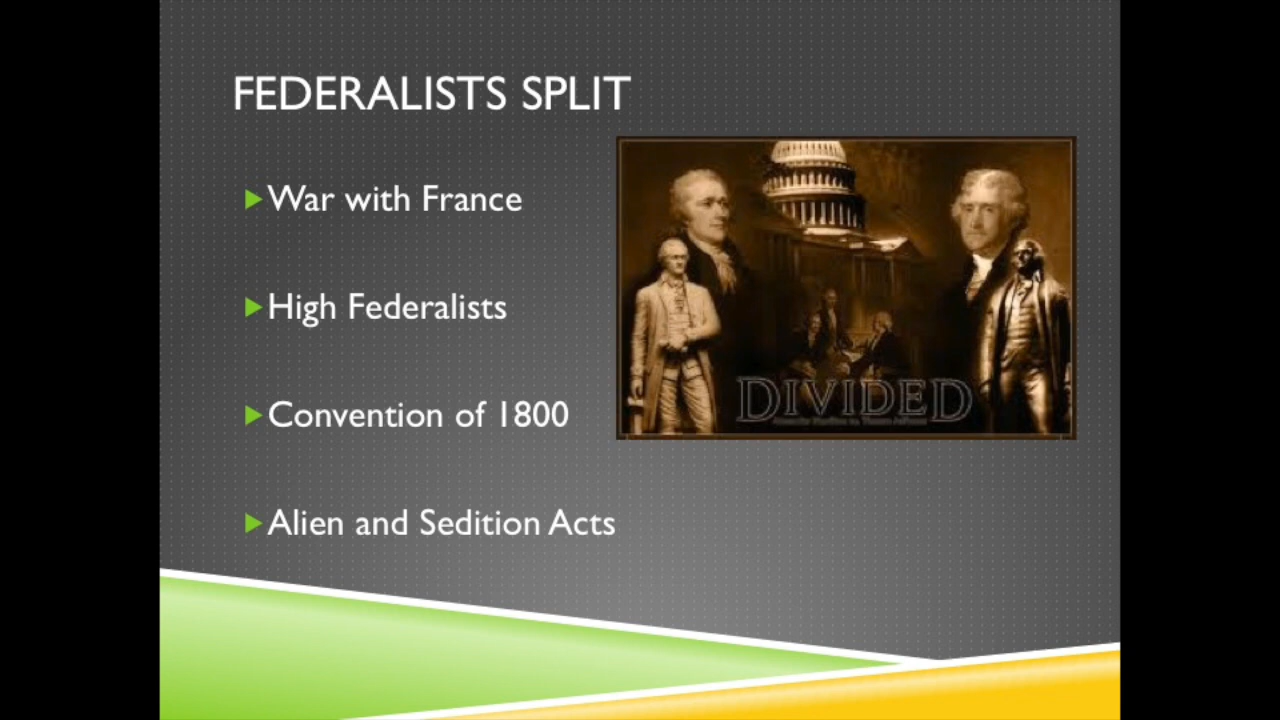 FEDERALISTS SPLIT
War with France
High Federalists
Convention of 1800
Alien and Sedition Acts
DIVIDED